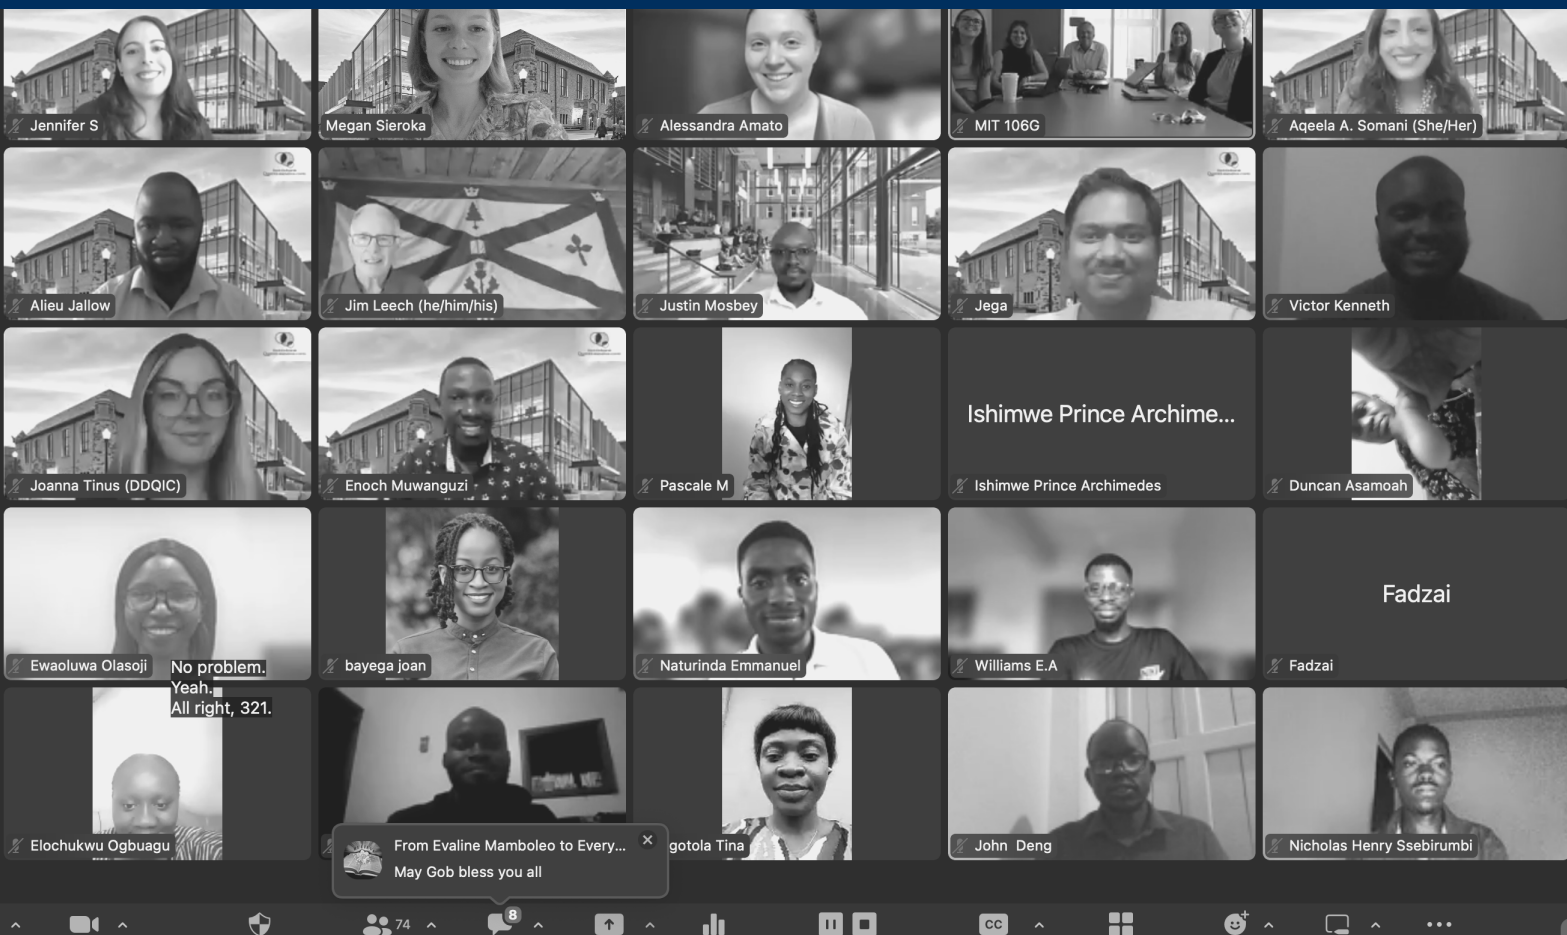 Jennifer S
Megan Sieroka
Alessandra Amato
MIT 106G
Aqeela A. Somani (She/Her)
Alieu Jallow
Jim Leech (he/him/his)
Justin Mosbey
Jega
Victor Kenneth
Joanna Tinus (DDQIC)
Enoch Muwanguzi
Pascale M
Ishimwe Prince Archime...
Ishimwe Prince Archimedes
Duncan Asamoah
Ewaoluwa Olasoji
bayega joan
Naturinda Emmanuel
Williams E.A
Fadzai
Fadzai
No problem.
Yeah.
All right, 321.
Elochukwu Ogbuagu
gotola Tina
John Deng
Nicholas Henry Ssebirumbi
From Evaline Mamboleo to Every...
May Gob bless you all
74
8
CC